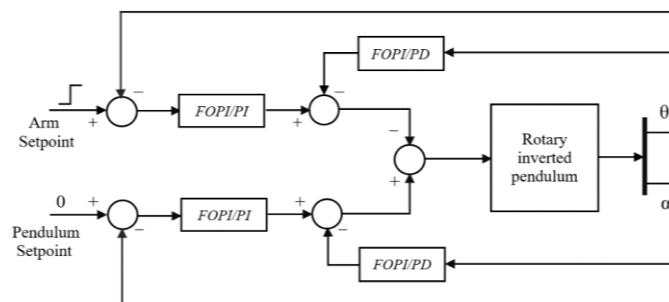 FOPI/PD
−
−
FOPI/PI
+
+
Arm
Setpoint
−
Rotary
inverted
pendulum
θ
+
0
+
+
FOPI/PI
α
−
−
Pendulum
Setpoint
FOPI/PD